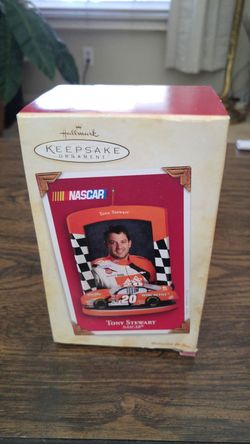 Hallmark
KEEPSAKE
ORNAMENT
NASCAR
Tony Stewart
20
TONY STEWART
NASCAR